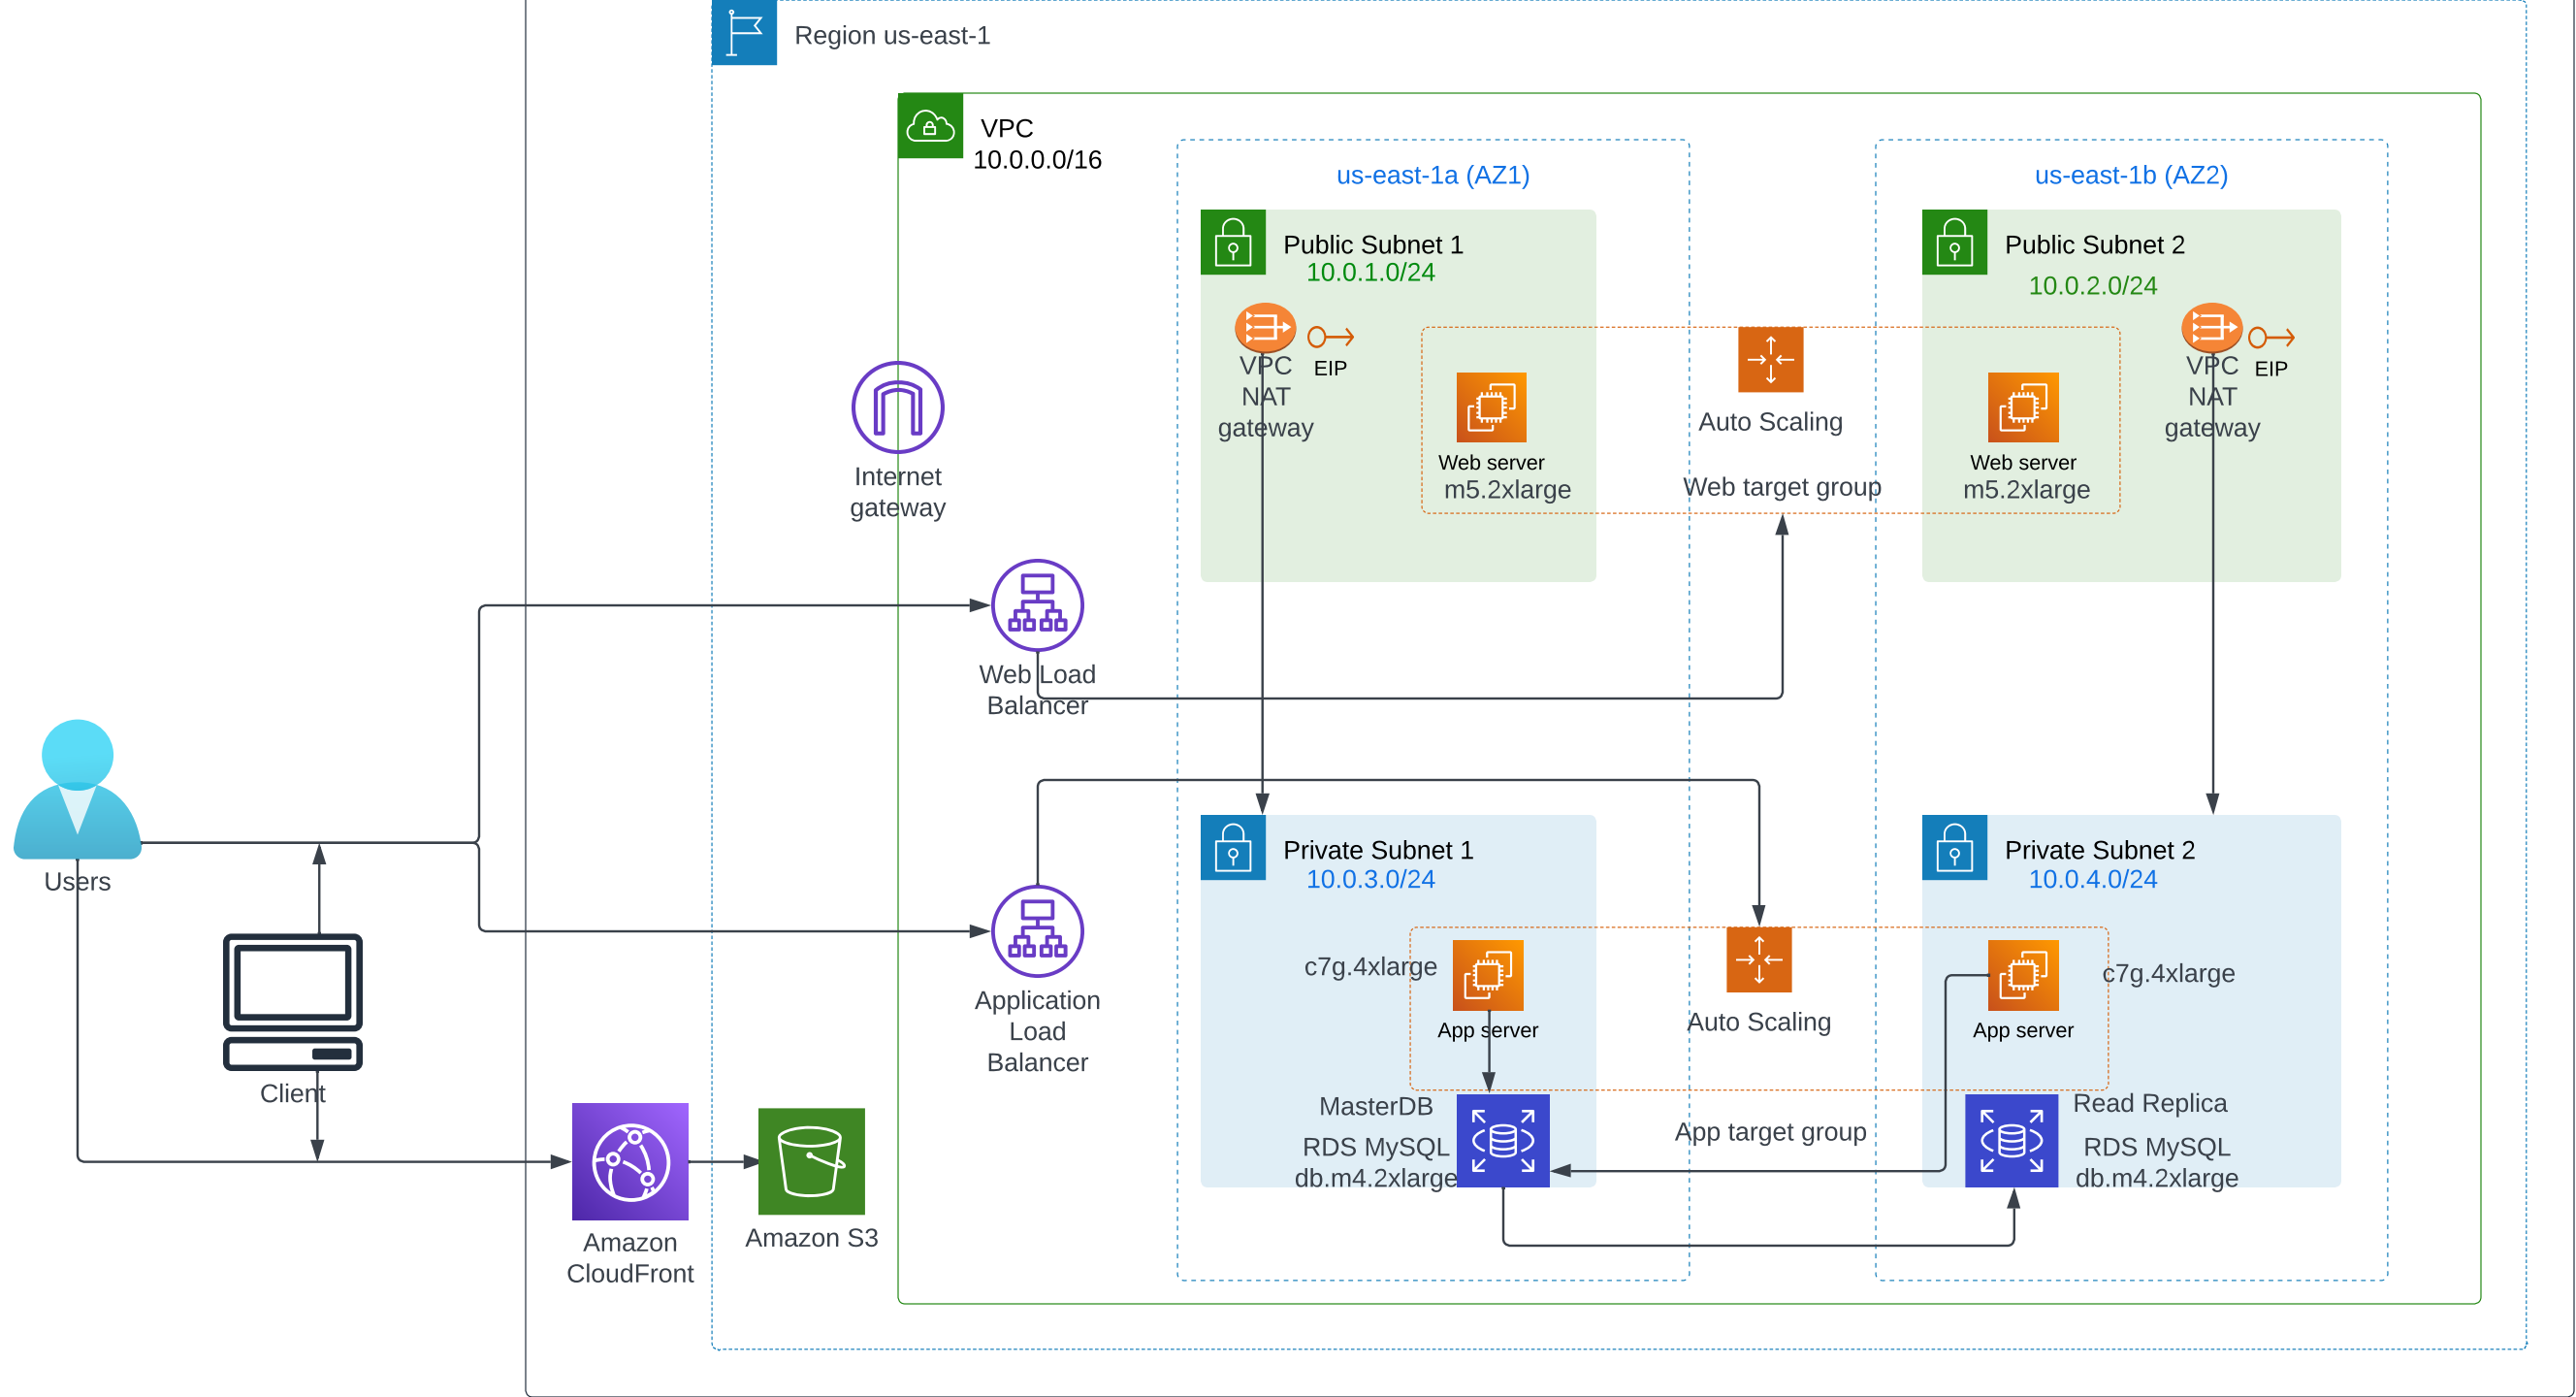 Region us-east-1
VPC
10.0.0.0/16
us-east-1a (AZ1)
us-east-1b (AZ2)
Public Subnet 1
10.0.1.0/24
Public Subnet 2
10.0.2.0/24
VPC
NAT
gateway
EIP
Web server
m5.2xlarge
Auto Scaling
Web target group
Web server
m5.2xlarge
VPC
NAT
gateway
EIP
Internet
gateway
Web Load
Balancer
Users
Client
Application
Load
Balancer
Private Subnet 1
10.0.3.0/24
Private Subnet 2
10.0.4.0/24
c7g.4xlarge
App server
Auto Scaling
App server
c7g.4xlarge
MasterDB
RDS MySQL
db.m4.2xlarge
App target group
Read Replica
RDS MySQL
db.m4.2xlarge
Amazon
CloudFront
Amazon S3